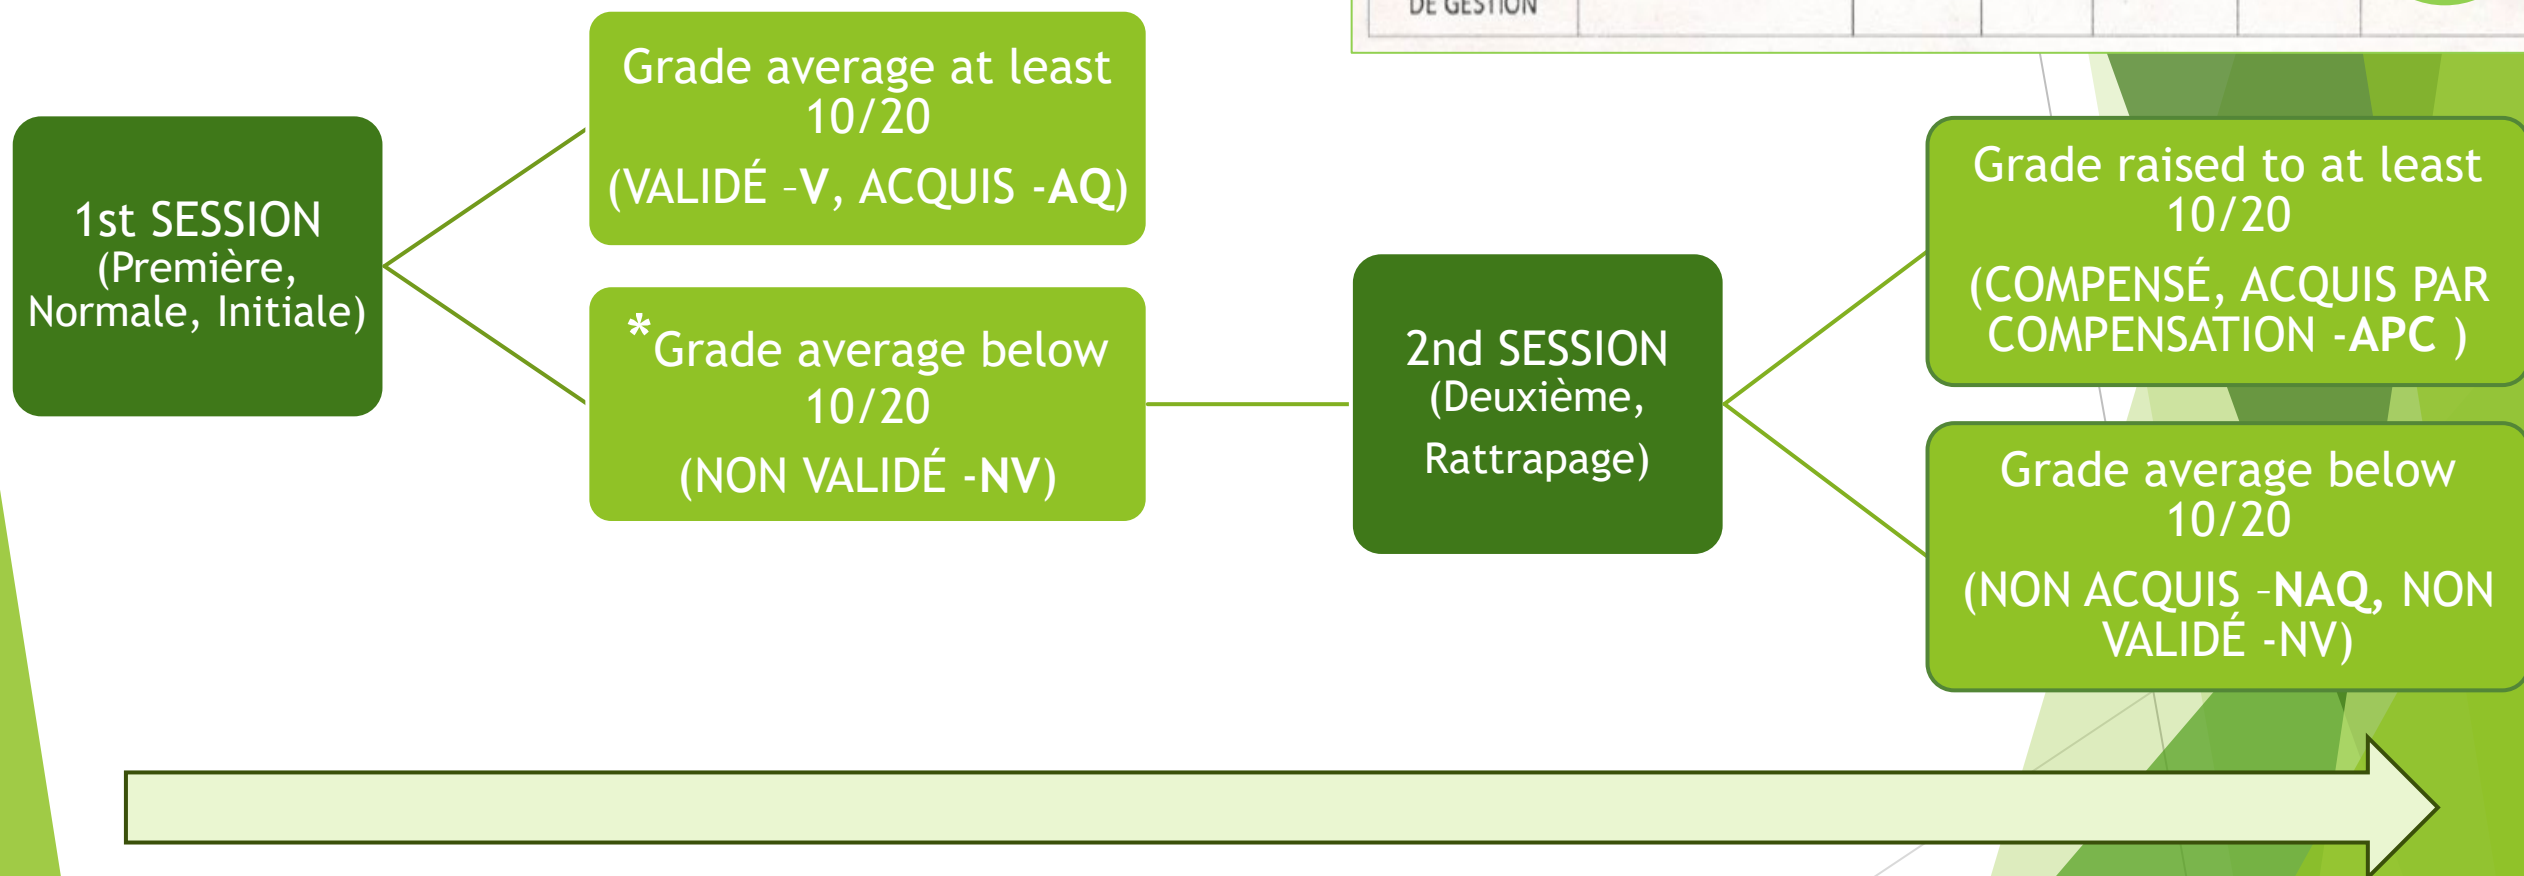 DE GESTION
1st SESSION
(Première,
Normale, Initiale)
Grade average at least
10/20
(VALIDÉ –V, ACQUIS -AQ)
*Grade average below
10/20
(NON VALIDÉ -NV)
2nd SESSION
(Deuxième,
Rattrapage)
Grade raised to at least
10/20
(COMPENSÉ, ACQUIS PAR
COMPENSATION -APC )
Grade average below
10/20
(NON ACQUIS –NAQ, NON
VALIDÉ -NV)